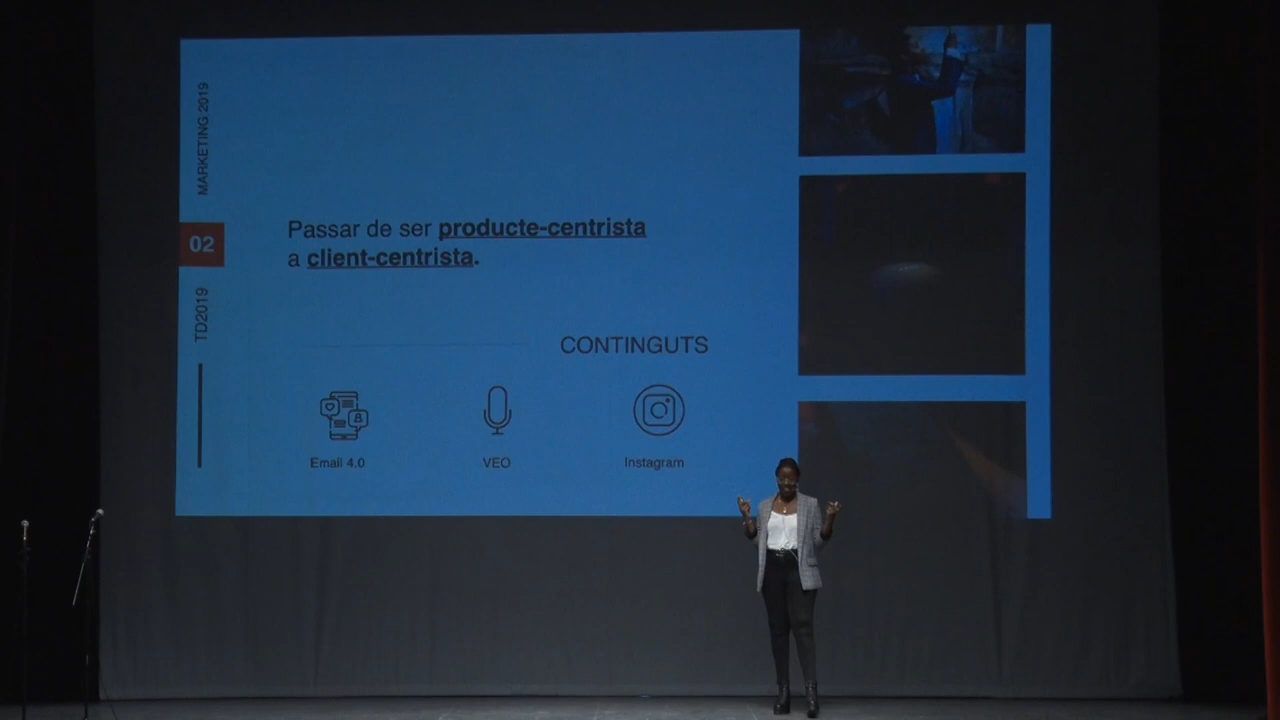 MARKETING 2019
02
TD2019
Passar de ser producte-centrista
a client-centrista.
CONTINGUTS
Email 4.0
VEO
Instagram